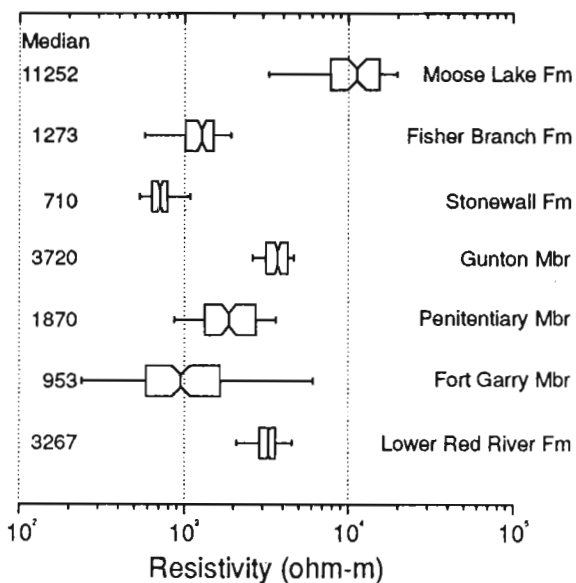 Median
11252 Moose Lake Fm
1273 Fisher Branch Fm
710 Stonewall Fm
3720 Gunton Mbr
1870 Penitentiary Mbr
953 Fort Garry Mbr
3267 Lower Red River Fm
10² 10³ 10⁴ 10⁵
Resistivity (ohm-m)